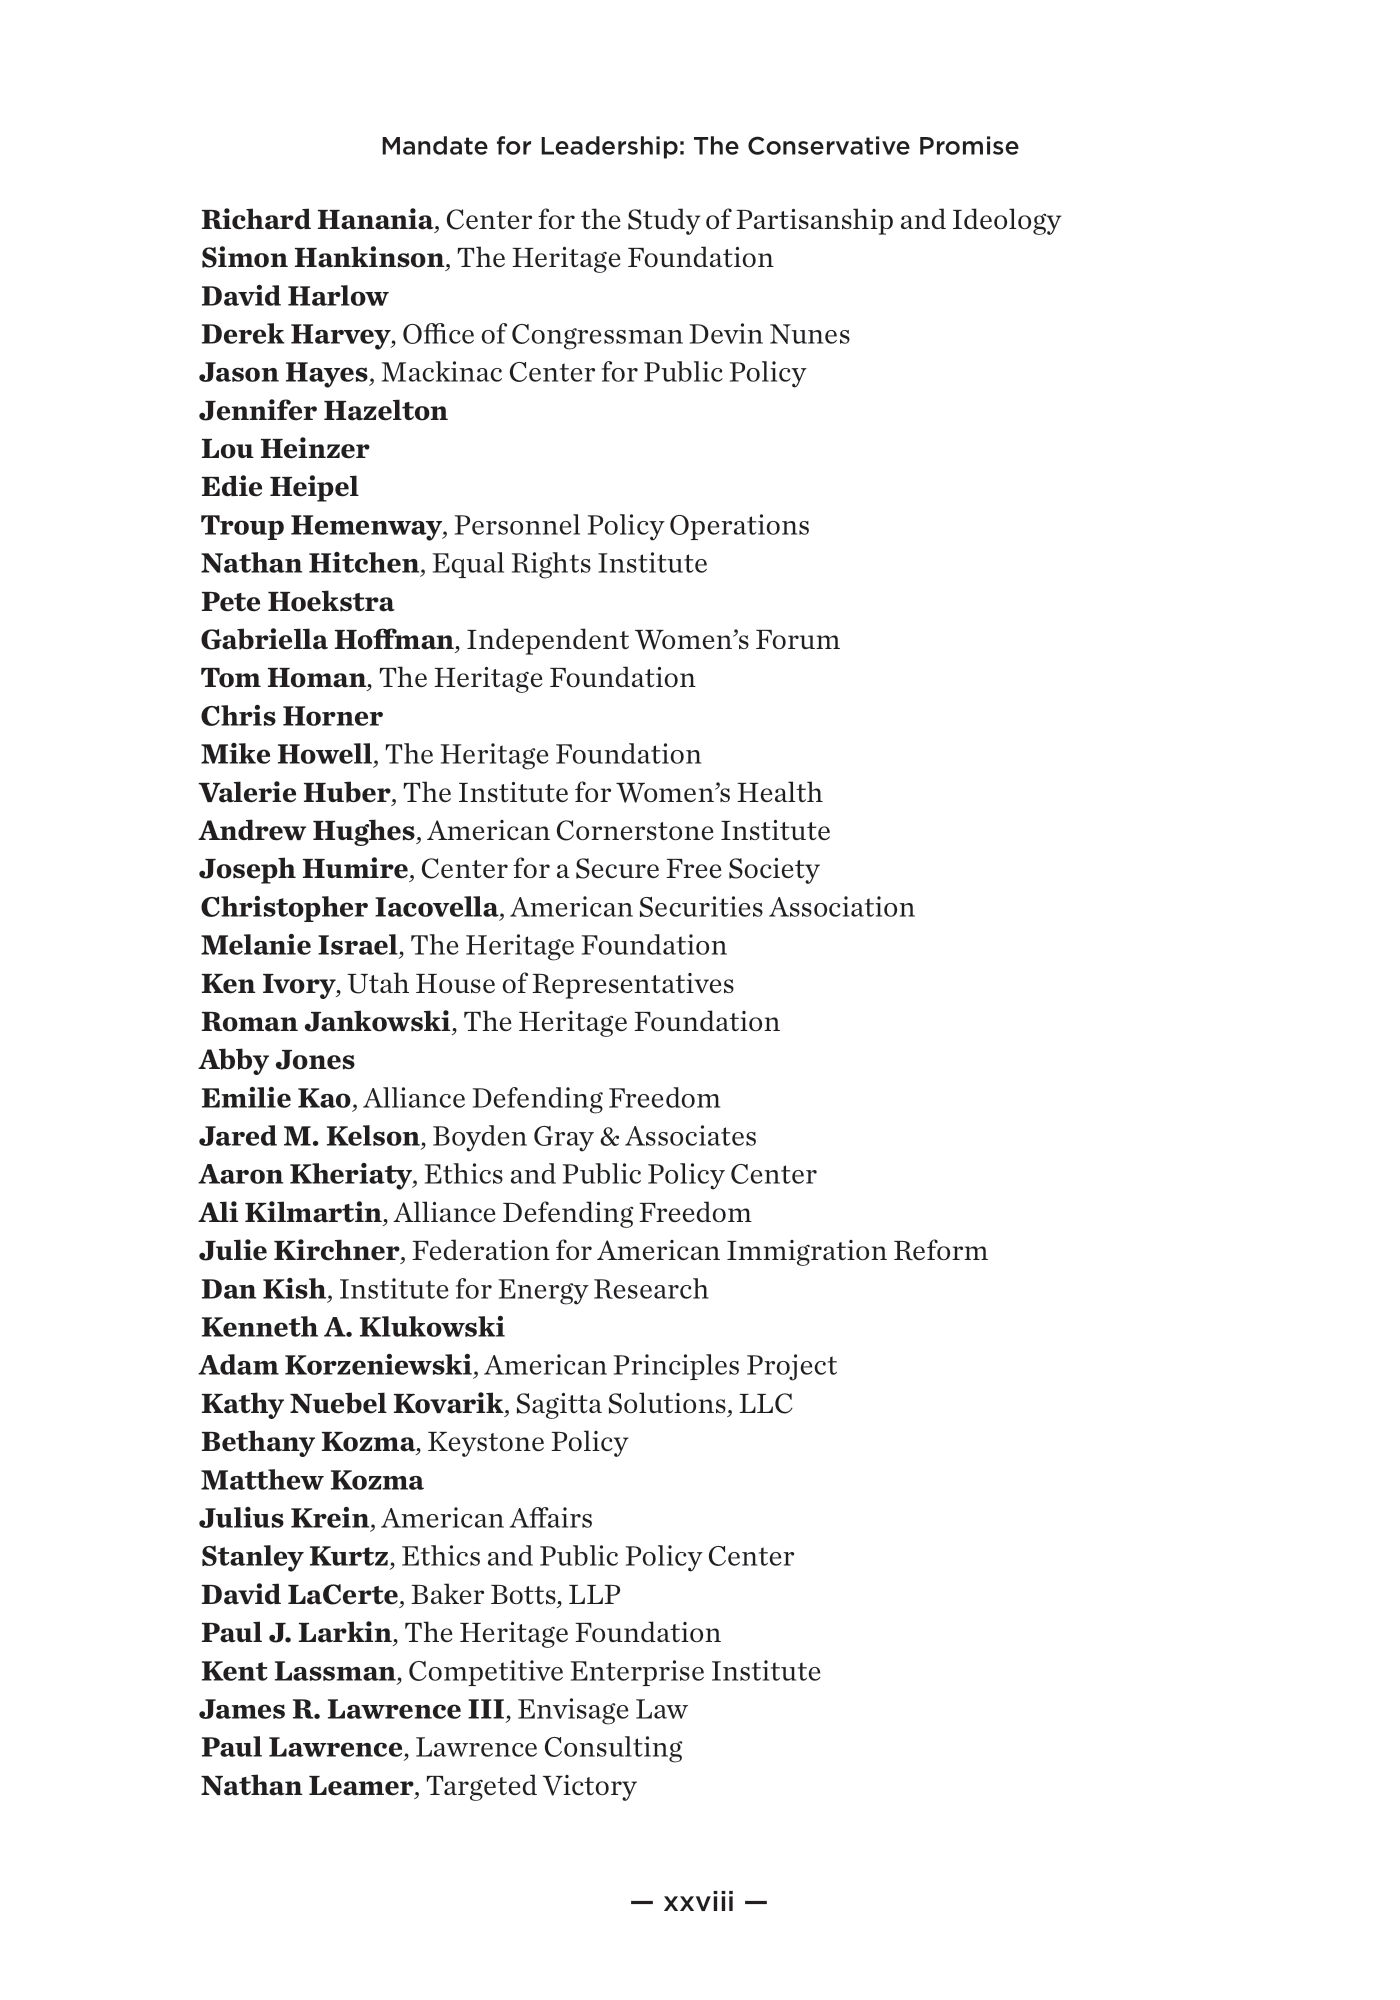 Mandate for Leadership: The Conservative Promise
Richard Hanania, Center for the Study of Partisanship and Ideology
Simon Hankinson, The Heritage Foundation
David Harlow
Derek Harvey, Office of Congressman Devin Nunes
Jason Hayes, Mackinac Center for Public Policy
Jennifer Hazelton
Lou Heinzer
Edie Heipel
Troup Hemenway, Personnel Policy Operations
Nathan Hitchen, Equal Rights Institute
Pete Hoekstra
Gabriella Hoffman, Independent Women’s Forum
Tom Homan, The Heritage Foundation
Chris Horner
Mike Howell, The Heritage Foundation
Valerie Huber, The Institute for Women’s Health
Andrew Hughes, American Cornerstone Institute
Joseph Humire, Center for a Secure Free Society
Christopher Iacovella, American Securities Association
Melanie Israel, The Heritage Foundation
Ken Ivory, Utah House of Representatives
Roman Jankowski, The Heritage Foundation
Abby Jones
Emilie Kao, Alliance Defending Freedom
Jared M. Kelson, Boyden Gray & Associates
Aaron Kheriaty, Ethics and Public Policy Center
Ali Kilmartin, Alliance Defending Freedom
Julie Kirchner, Federation for American Immigration Reform
Dan Kish, Institute for Energy Research
Kenneth A. Klukowski
Adam Korzeniewski, American Principles Project
Kathy Nuebel Kovarik, Sagitta Solutions, LLC
Bethany Kozma, Keystone Policy
Matthew Kozma
Julius Krein, American Affairs
Stanley Kurtz, Ethics and Public Policy Center
David LaCerte, Baker Botts, LLP
Paul J. Larkin, The Heritage Foundation
Kent Lassman, Competitive Enterprise Institute
James R. Lawrence III, Envisage Law
Paul Lawrence, Lawrence Consulting
Nathan Leamer, Targeted Victory
— xxviii —